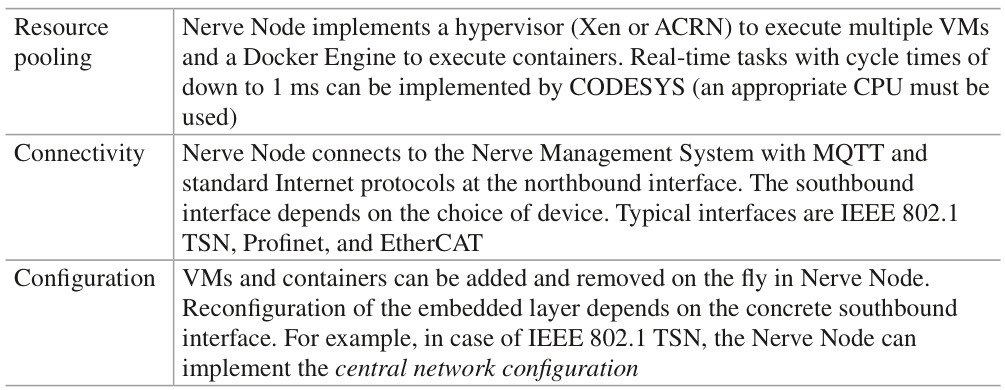 Resource pooling
Nerve Node implements a hypervisor (Xen or ACRN) to execute multiple VMs
and a Docker Engine to execute containers. Real-time tasks with cycle times of
down to 1 ms can be implemented by CODESYS (an appropriate CPU must be
used)
Connectivity
Nerve Node connects to the Nerve Management System with MQTT and
standard Internet protocols at the northbound interface. The southbound
interface depends on the choice of device. Typical interfaces are IEEE 802.1
TSN, Profinet, and EtherCAT
Configuration
VMs and containers can be added and removed on the fly in Nerve Node.
Reconfiguration of the embedded layer depends on the concrete southbound
interface. For example, in case of IEEE 802.1 TSN, the Nerve Node can
implement the central network configuration